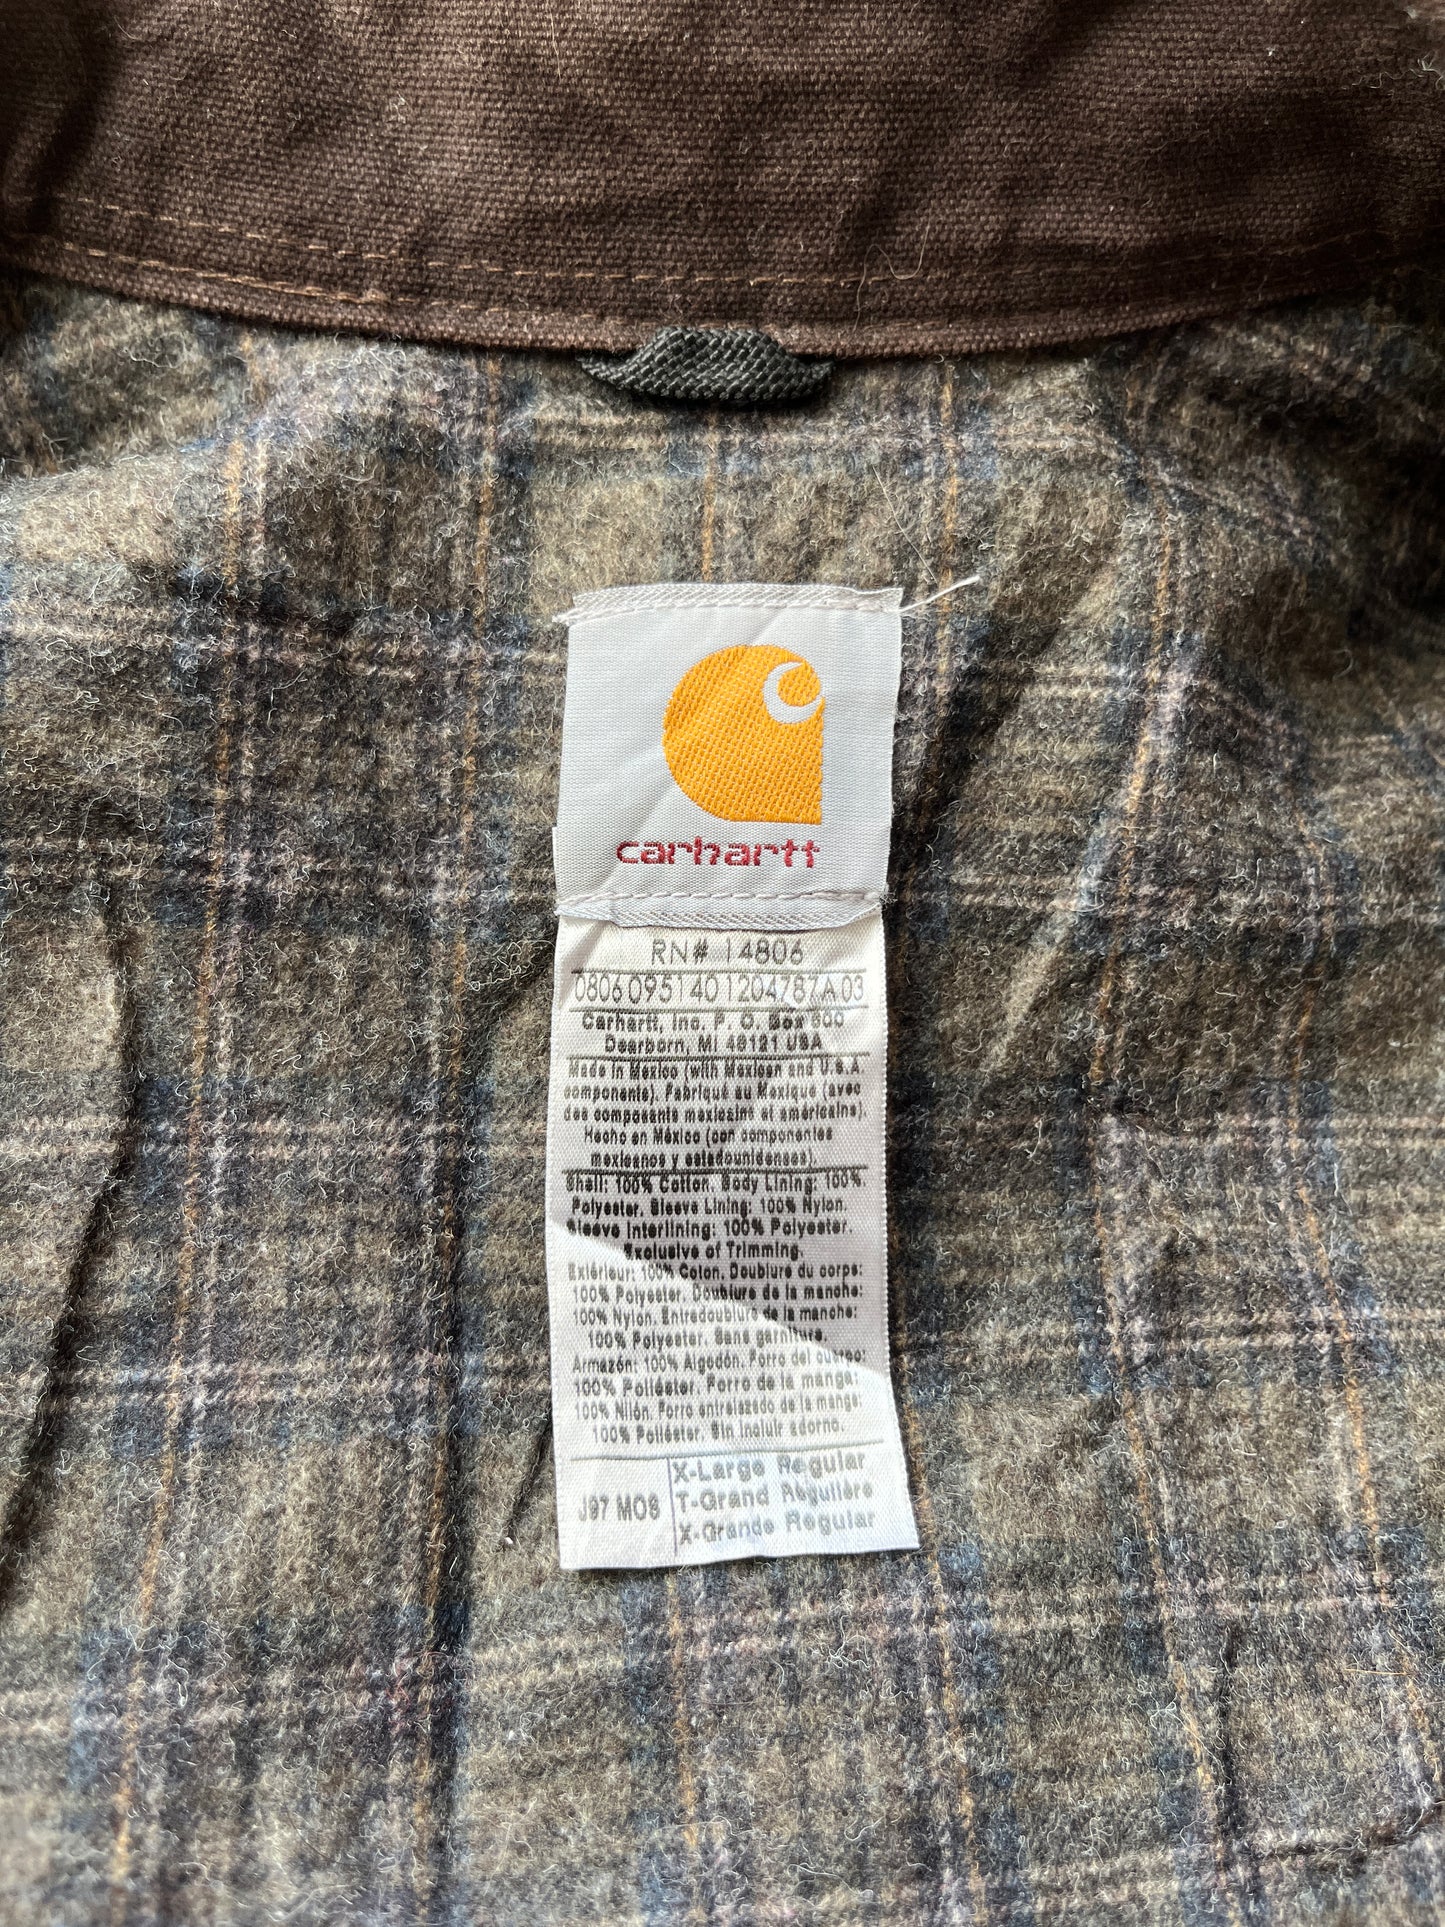 carhartt
RN# 14806
0806 0951401204787A 03
Carhartt, Inc. P. O. Box 600
Dearborn, MI 48121 USA
Made in Mexico (with Mexican and U.S.A
components). Fabriqué au Mexique (avec
des composants mexicains et américains).
Hecho en México (con componentes
mexicanos y estadounidenses).
Shell: 100% Cotton. Body Lining: 100%
Polyester. Sleeve Lining: 100% Nylon.
Sleeve Interlining: 100% Polyester.
Exclusive of Trimming.
Extérieur: 100% Coton. Doublure du corps:
100% Polyester. Doublure de la manche:
100% Nylon. Entredoublure de la manche:
100% Polyester. Sans garniture.
Armazón: 100% Algodón. Forro del cuerpo:
100% Poliéster. Forro de la manga:
100% Nilón. Forro entrelazado de la manga:
100% Poliéster. Sin incluir adorno.
J97 MOS
X-Large Regular
T-Grand Régulière
X-Grande Regular